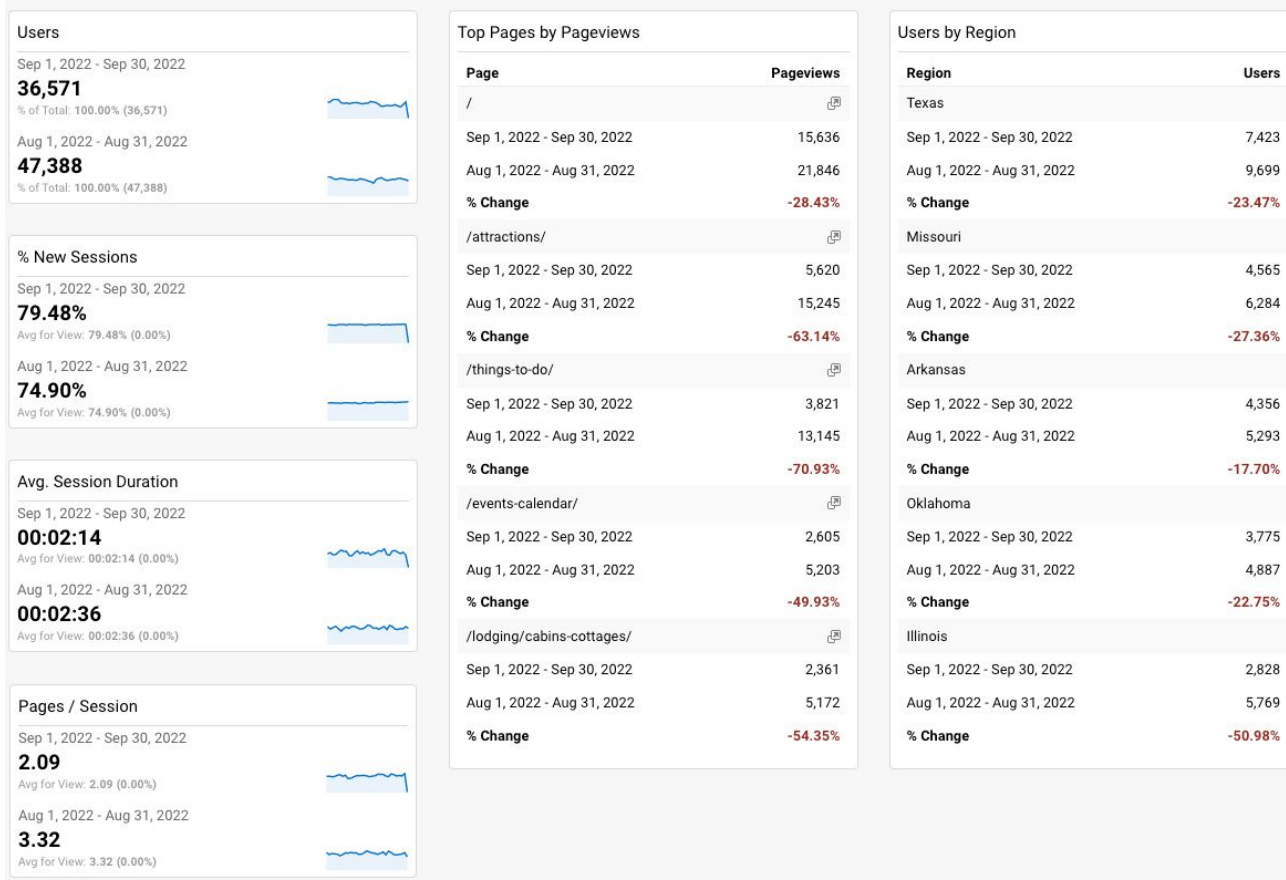 Users
Sep 1, 2022 - Sep 30, 2022
36,571
% of Total: 100.00% (36,571)
Aug 1, 2022 - Aug 31, 2022
47,388
% of Total: 100.00% (47,388)
% New Sessions
Sep 1, 2022 - Sep 30, 2022
79.48%
Avg for View: 79.48% (0.00%)
Aug 1, 2022 - Aug 31, 2022
74.90%
Avg for View: 74.90% (0.00%)
Avg. Session Duration
Sep 1, 2022 - Sep 30, 2022
00:02:14
Avg for View: 00:02:14 (0.00%)
Aug 1, 2022 - Aug 31, 2022
00:02:36
Avg for View: 00:02:36 (0.00%)
Pages / Session
Sep 1, 2022 - Sep 30, 2022
2.09
Avg for View: 2.09 (0.00%)
Aug 1, 2022 - Aug 31, 2022
3.32
Avg for View: 3.32 (0.00%)
Top Pages by Pageviews
Page Pageviews
/
Sep 1, 2022 - Sep 30, 2022 15,636
Aug 1, 2022 - Aug 31, 2022 21,846
% Change -28.43%
/attractions/
Sep 1, 2022 - Sep 30, 2022 5,620
Aug 1, 2022 - Aug 31, 2022 15,245
% Change -63.14%
/things-to-do/
Sep 1, 2022 - Sep 30, 2022 3,821
Aug 1, 2022 - Aug 31, 2022 13,145
% Change -70.93%
/events-calendar/
Sep 1, 2022 - Sep 30, 2022 2,605
Aug 1, 2022 - Aug 31, 2022 5,203
% Change -49.93%
/lodging/cabins-cottages/
Sep 1, 2022 - Sep 30, 2022 2,361
Aug 1, 2022 - Aug 31, 2022 5,172
% Change -54.35%
Users by Region
Region Users
Texas
Sep 1, 2022 - Sep 30, 2022 7,423
Aug 1, 2022 - Aug 31, 2022 9,699
% Change -23.47%
Missouri
Sep 1, 2022 - Sep 30, 2022 4,565
Aug 1, 2022 - Aug 31, 2022 6,284
% Change -27.36%
Arkansas
Sep 1, 2022 - Sep 30, 2022 4,356
Aug 1, 2022 - Aug 31, 2022 5,293
% Change -17.70%
Oklahoma
Sep 1, 2022 - Sep 30, 2022 3,775
Aug 1, 2022 - Aug 31, 2022 4,887
% Change -22.75%
Illinois
Sep 1, 2022 - Sep 30, 2022 2,828
Aug 1, 2022 - Aug 31, 2022 5,769
% Change -50.98%